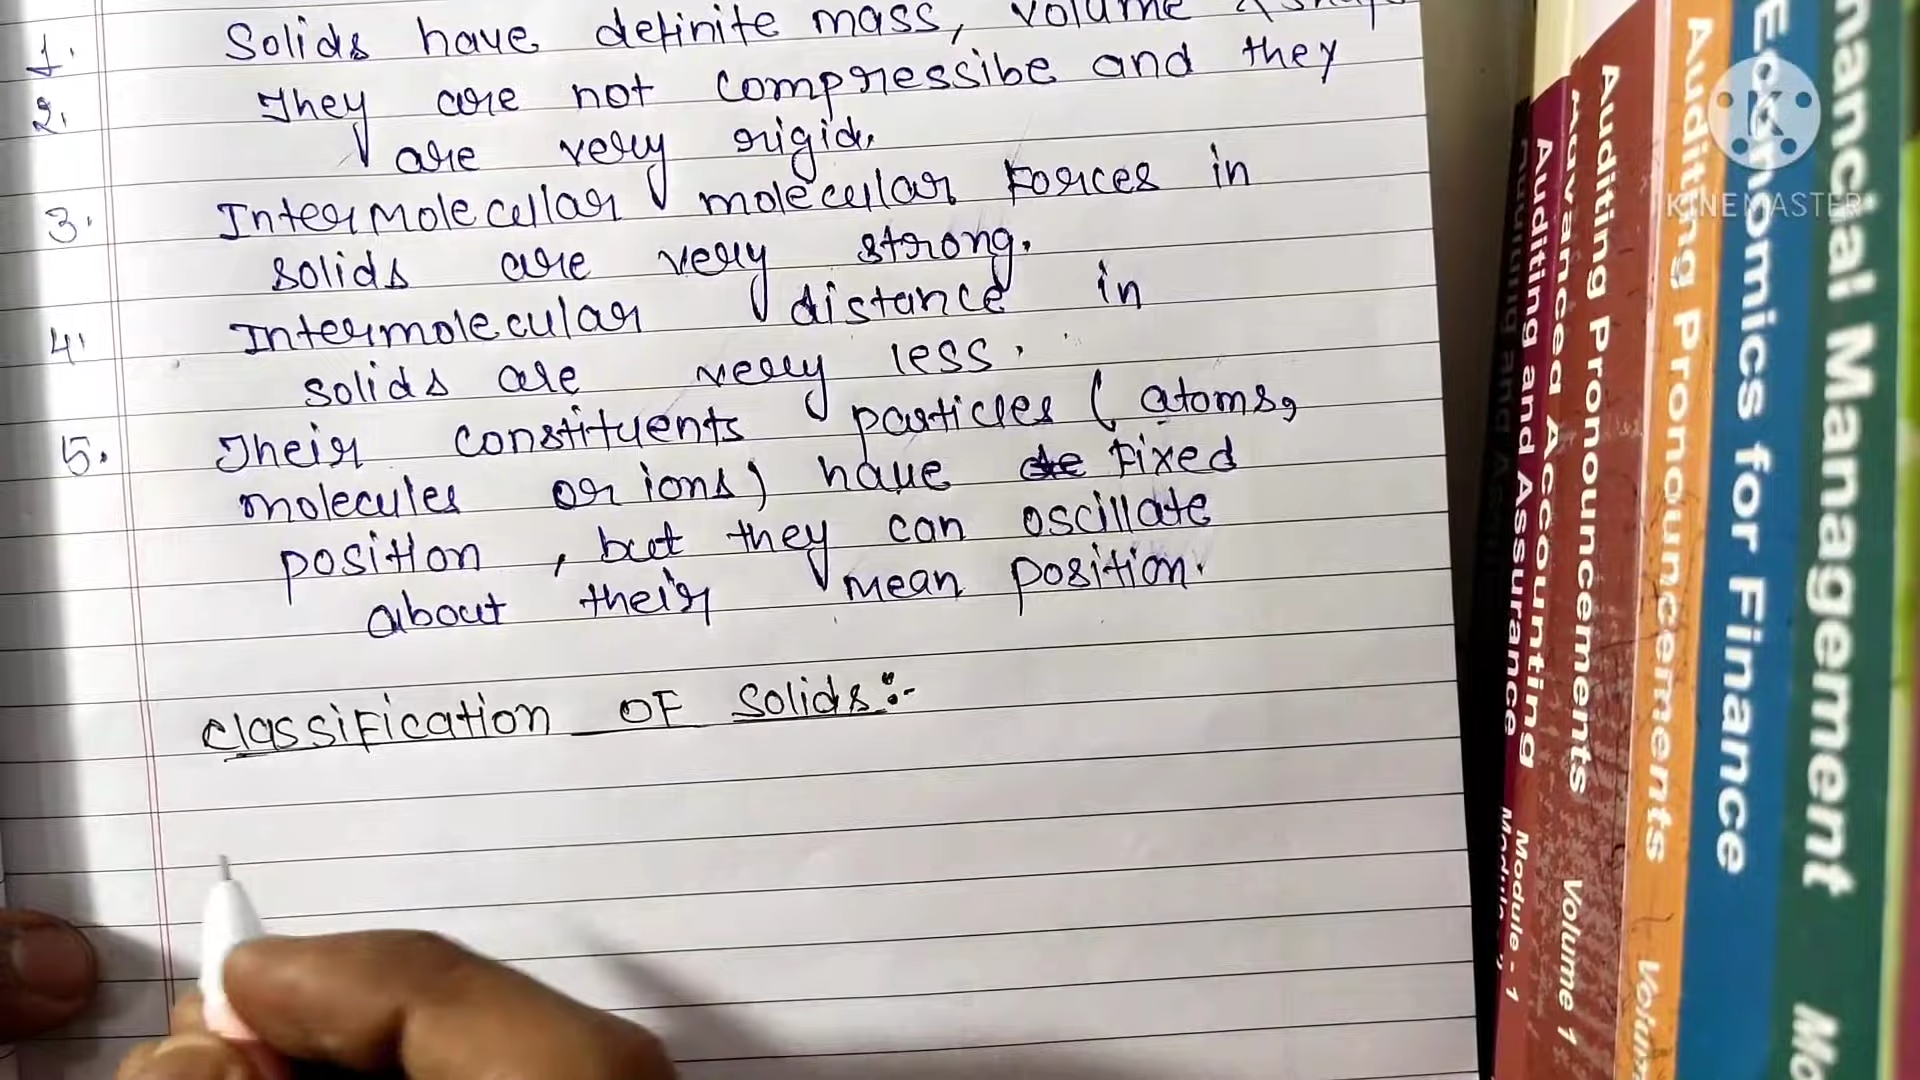 1. Solids have definite mass, volume &
2. They are not compressibe and they
are very rigid.
3. Intermolecular molecular Forces in
solids are very strong.
4. Intermolecular distance in
solids are very less.
5. Their constituents particles ( atoms,
molecules or ions) have de Fixed
position, but they can oscillate
about their mean position.
Classification OF Solids:-
Auditing and Assurance Module - 1
Advanced Accounting
Auditing Pronouncements Volume 1
Auditing Pronouncements
Economics for Finance
nancial Management
K
KINEMASTER